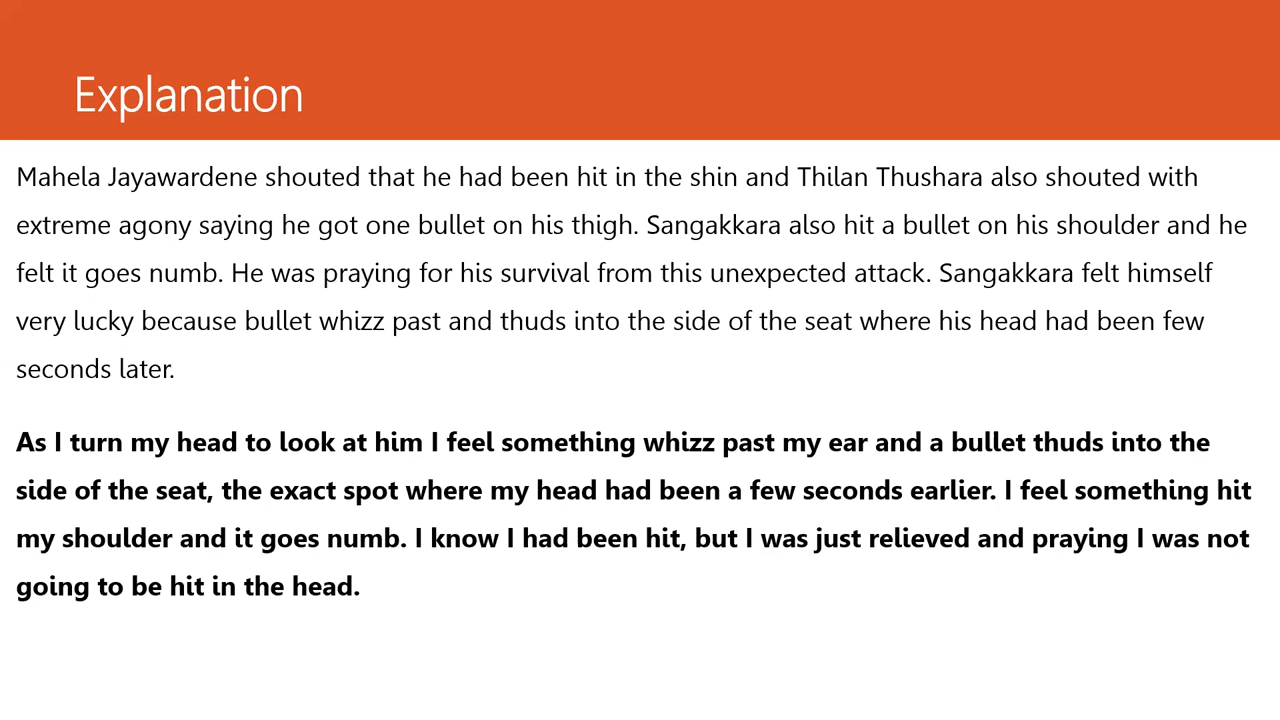 Explanation
Mahela Jayawardene shouted that he had been hit in the shin and Thilan Thushara also shouted with
extreme agony saying he got one bullet on his thigh. Sangakkara also hit a bullet on his shoulder and he
felt it goes numb. He was praying for his survival from this unexpected attack. Sangakkara felt himself
very lucky because bullet whizz past and thuds into the side of the seat where his head had been few
seconds later.
As I turn my head to look at him I feel something whizz past my ear and a bullet thuds into the
side of the seat, the exact spot where my head had been a few seconds earlier. I feel something hit
my shoulder and it goes numb. I know I had been hit, but I was just relieved and praying I was not
going to be hit in the head.